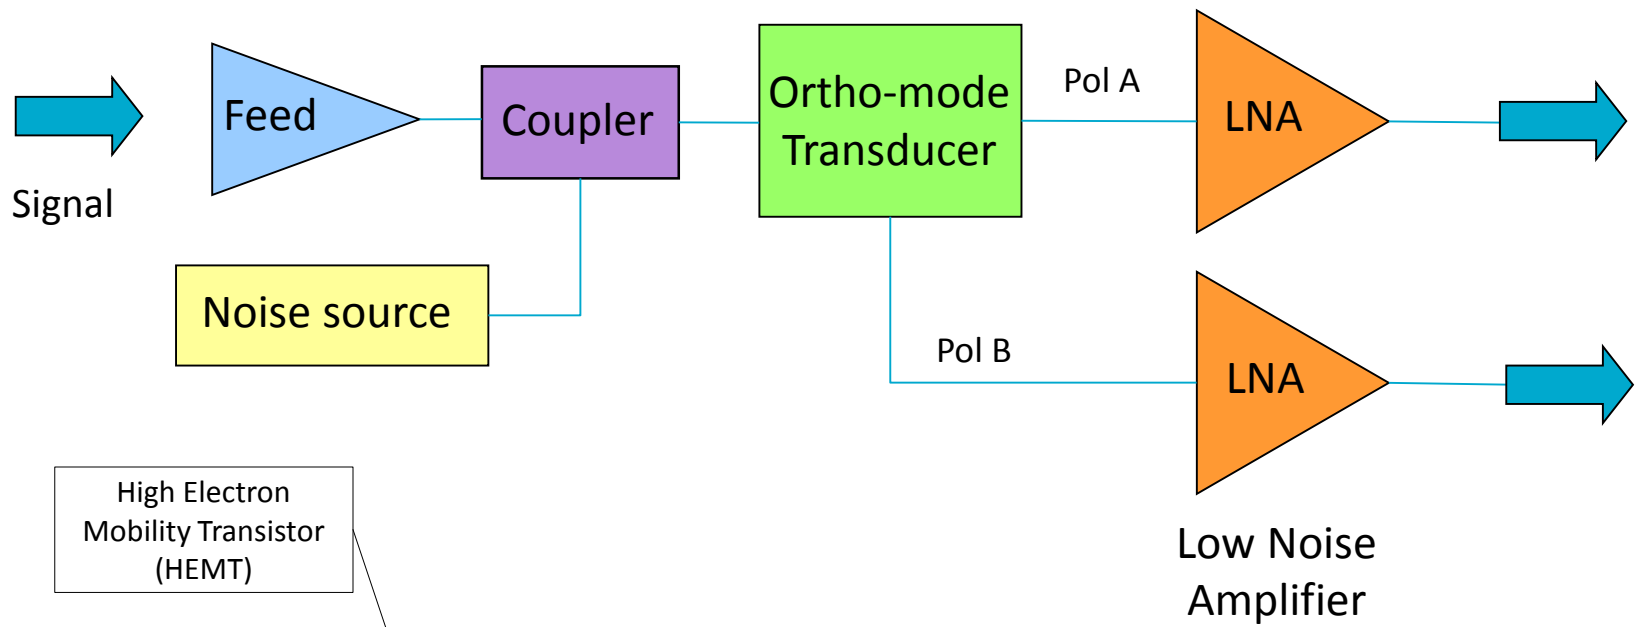 Signal
Feed
Coupler
Noise source
Ortho-mode
Transducer
Pol A
LNA
Pol B
LNA
High Electron
Mobility Transistor
(HEMT)
Low Noise
Amplifier